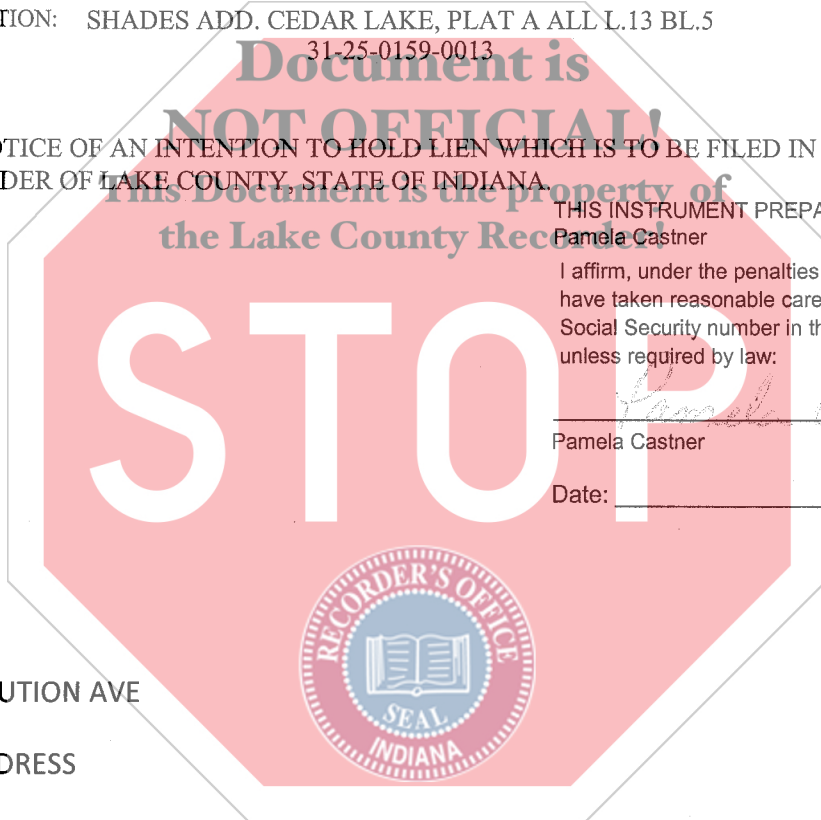 TION: SHADES ADD. CEDAR LAKE, PLAT A ALL L.13 BL.5
31-25-0159-0013
Document is
NOT OFFICIAL!
OTICE OF AN INTENTION TO HOLD LIEN WHICH IS TO BE FILED IN
DER OF LAKE COUNTY, STATE OF INDIANA.
This Document is the property of
the Lake County Recorder!
THIS INSTRUMENT PREPA
Pamela Castner
I affirm, under the penalties
have taken reasonable care
Social Security number in th
unless required by law:
Pamela
Pamela Castner
Date:
STOP
RECORDER'S OFFICE
SEAL
INDIANA
UTION AVE
DRESS